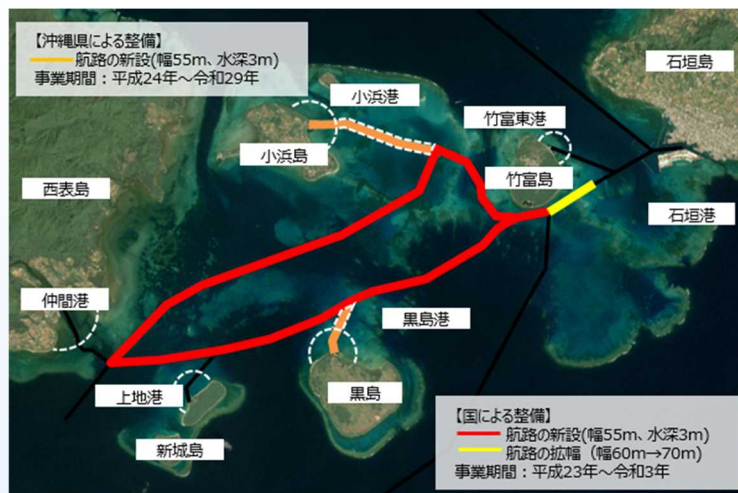 【沖縄県による整備】
航路の新設(幅55m、水深3m)
事業期間：平成24年～令和29年
石垣島
小浜港
竹富東港
小浜島
竹富島
西表島
石垣港
仲間港
黒島港
上地港
黒島
新城島
【国による整備】
航路の新設(幅55m、水深3m)
航路の拡幅（幅60m→70m）
事業期間：平成23年～令和3年